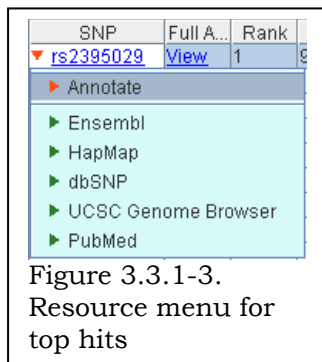 SNP Full A... Rank
rs2395029 View 1 9
Annotate
Ensembl
HapMap
dbSNP
UCSC Genome Browser
PubMed
Figure 3.3.1-3.
Resource menu for
top hits